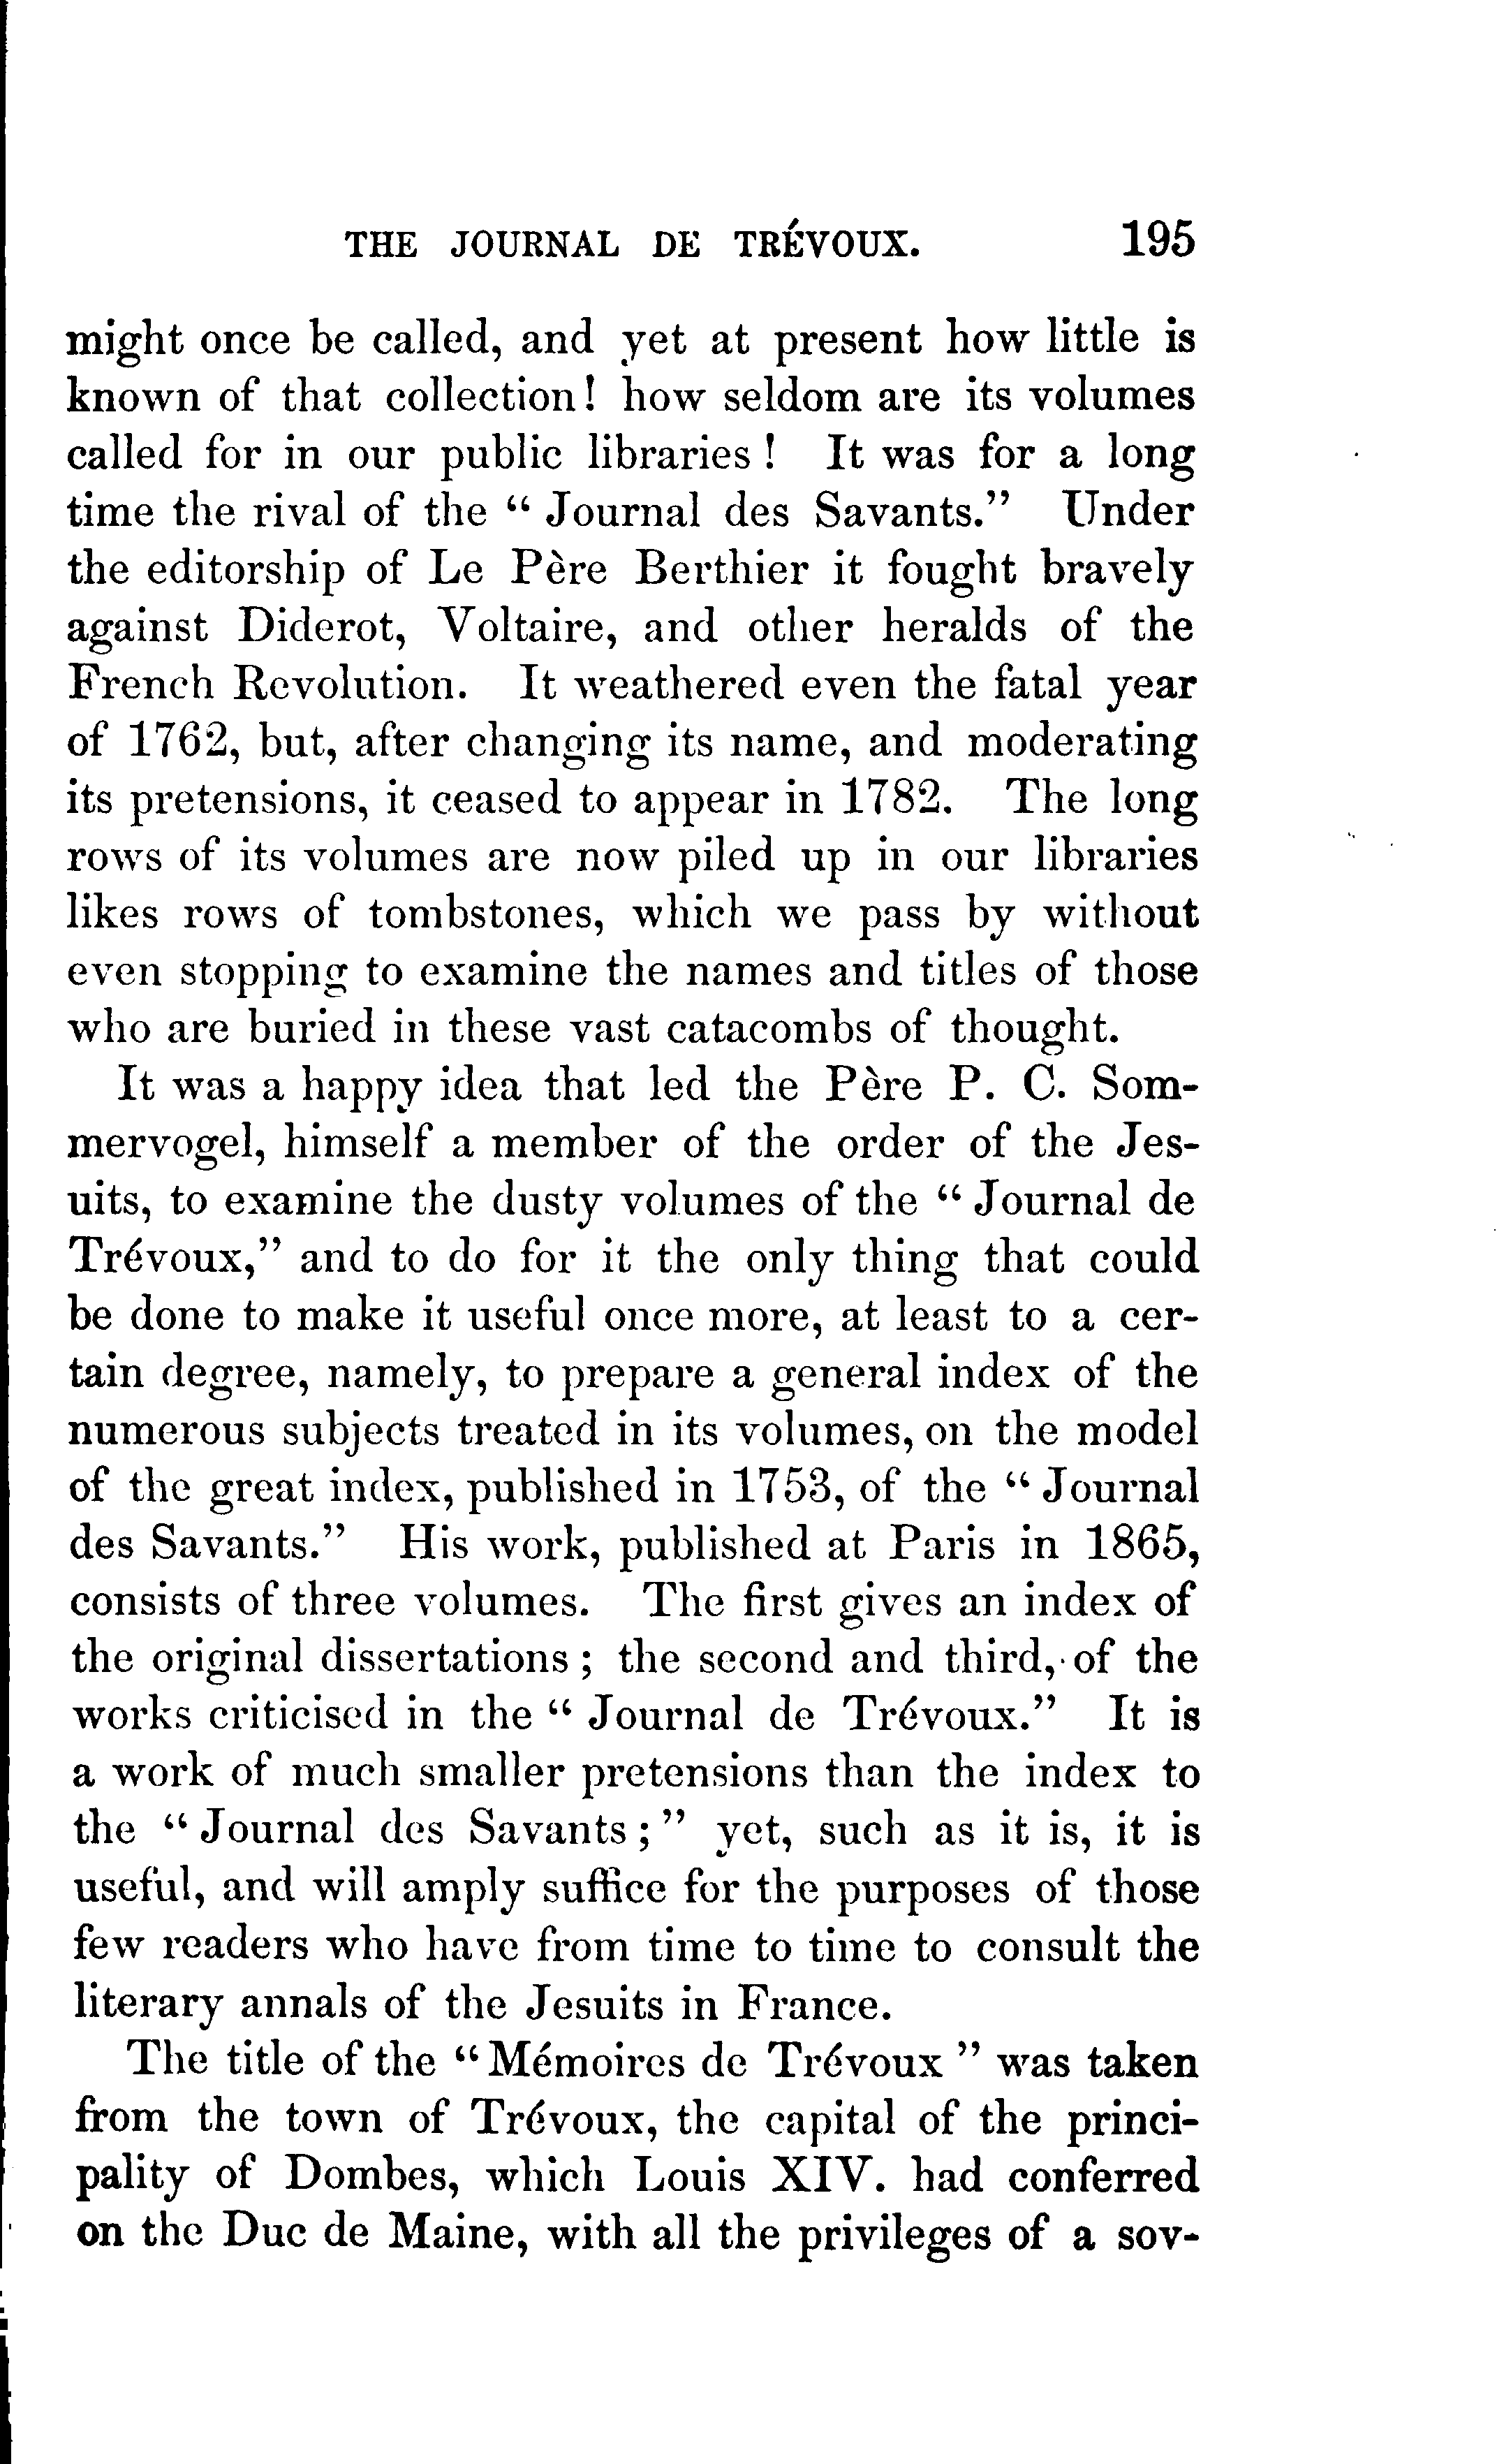 THE JOURNAL DE TRÉVOUX. 195
might once be called, and yet at present how little is
known of that collection! how seldom are its volumes
called for in our public libraries! It was for a long
time the rival of the “ Journal des Savants.” Under
the editorship of Le Père Berthier it fought bravely
against Diderot, Voltaire, and other heralds of the
French Revolution. It weathered even the fatal year
of 1762, but, after changing its name, and moderating
its pretensions, it ceased to appear in 1782. The long
rows of its volumes are now piled up in our libraries
likes rows of tombstones, which we pass by without
even stopping to examine the names and titles of those
who are buried in these vast catacombs of thought.
It was a happy idea that led the Père P. C. Som-
mervogel, himself a member of the order of the Jes-
uits, to examine the dusty volumes of the “ Journal de
Trévoux,” and to do for it the only thing that could
be done to make it useful once more, at least to a cer-
tain degree, namely, to prepare a general index of the
numerous subjects treated in its volumes, on the model
of the great index, published in 1753, of the “ Journal
des Savants.” His work, published at Paris in 1865,
consists of three volumes. The first gives an index of
the original dissertations ; the second and third, of the
works criticised in the “ Journal de Trévoux.” It is
a work of much smaller pretensions than the index to
the “ Journal des Savants ; ” yet, such as it is, it is
useful, and will amply suffice for the purposes of those
few readers who have from time to time to consult the
literary annals of the Jesuits in France.
The title of the “ Mémoires de Trévoux ” was taken
from the town of Trévoux, the capital of the princi-
pality of Dombes, which Louis XIV. had conferred
on the Duc de Maine, with all the privileges of a sov-